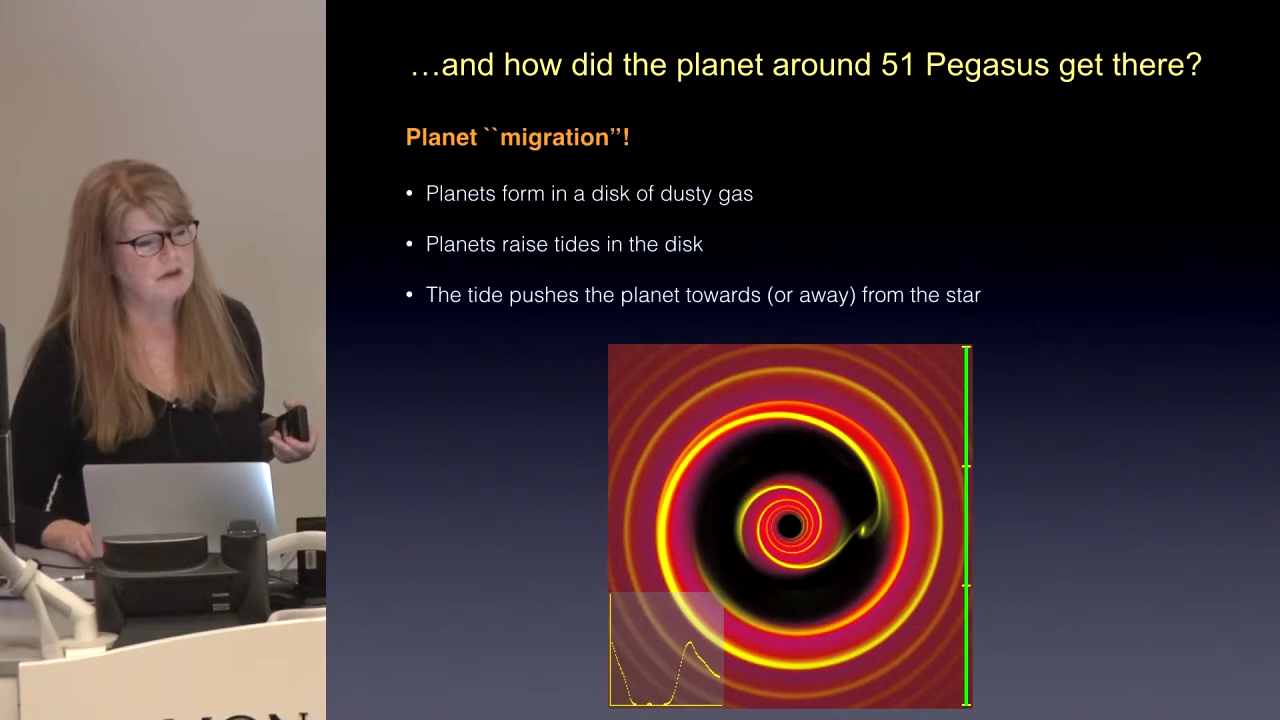 …and how did the planet around 51 Pegasus get there?
Planet ``migration’’!
• Planets form in a disk of dusty gas
• Planets raise tides in the disk
• The tide pushes the planet towards (or away) from the star